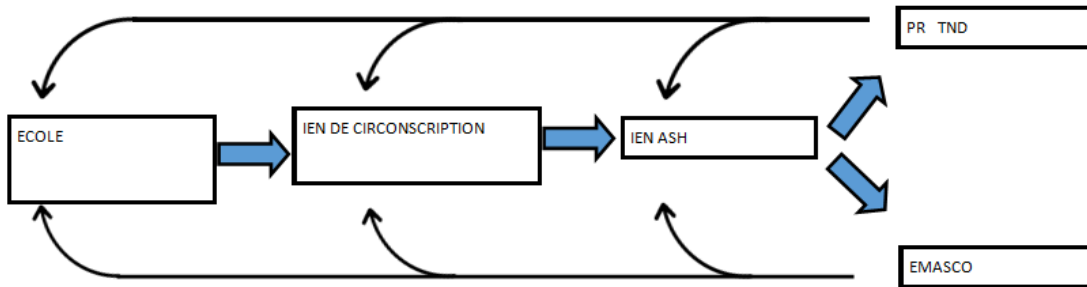 PR TND
ECOLE
IEN DE CIRCONSCRIPTION
IEN ASH
EMASCO